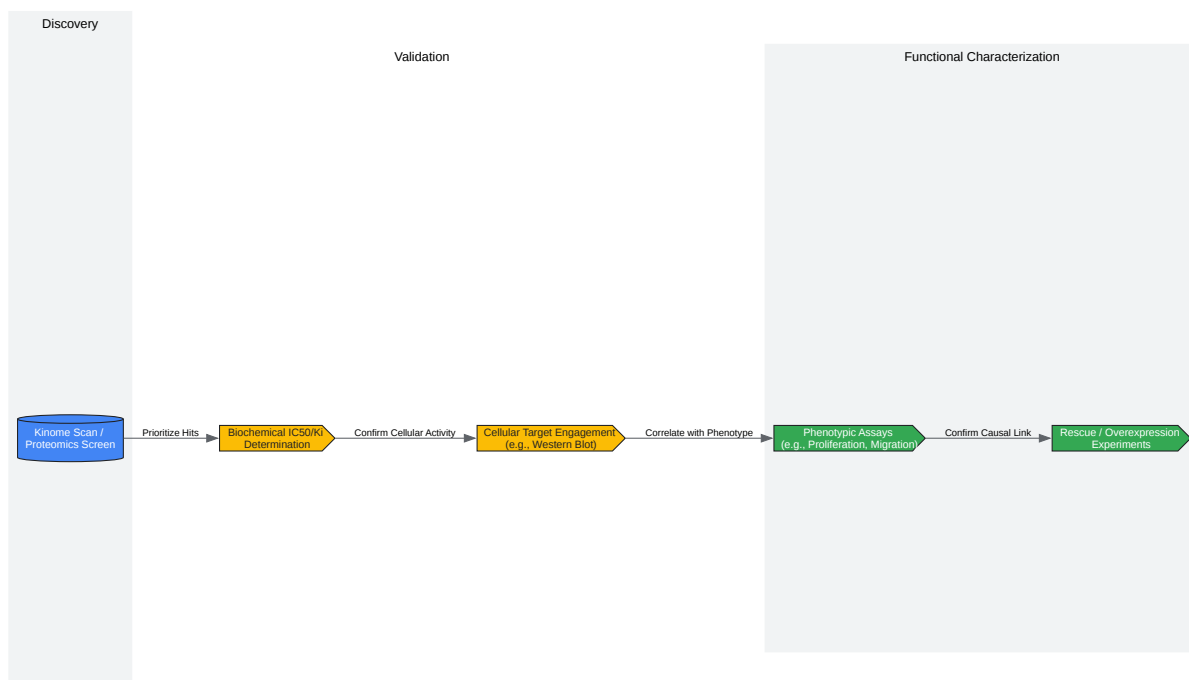 Discovery
Validation
Functional Characterization
Kinome Scan /
Proteomics Screen
Prioritize Hits
Biochemical IC50/Ki
Determination
Confirm Cellular Activity
Cellular Target Engagement
(e.g., Western Blot)
Correlate with Phenotype
Phenotypic Assays
(e.g., Proliferation, Migration)
Confirm Causal Link
Rescue / Overexpression
Experiments